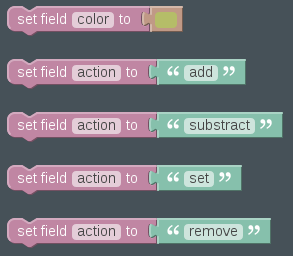 set field color to
set field action to “ add ”
set field action to “ substract ”
set field action to “ set ”
set field action to “ remove ”